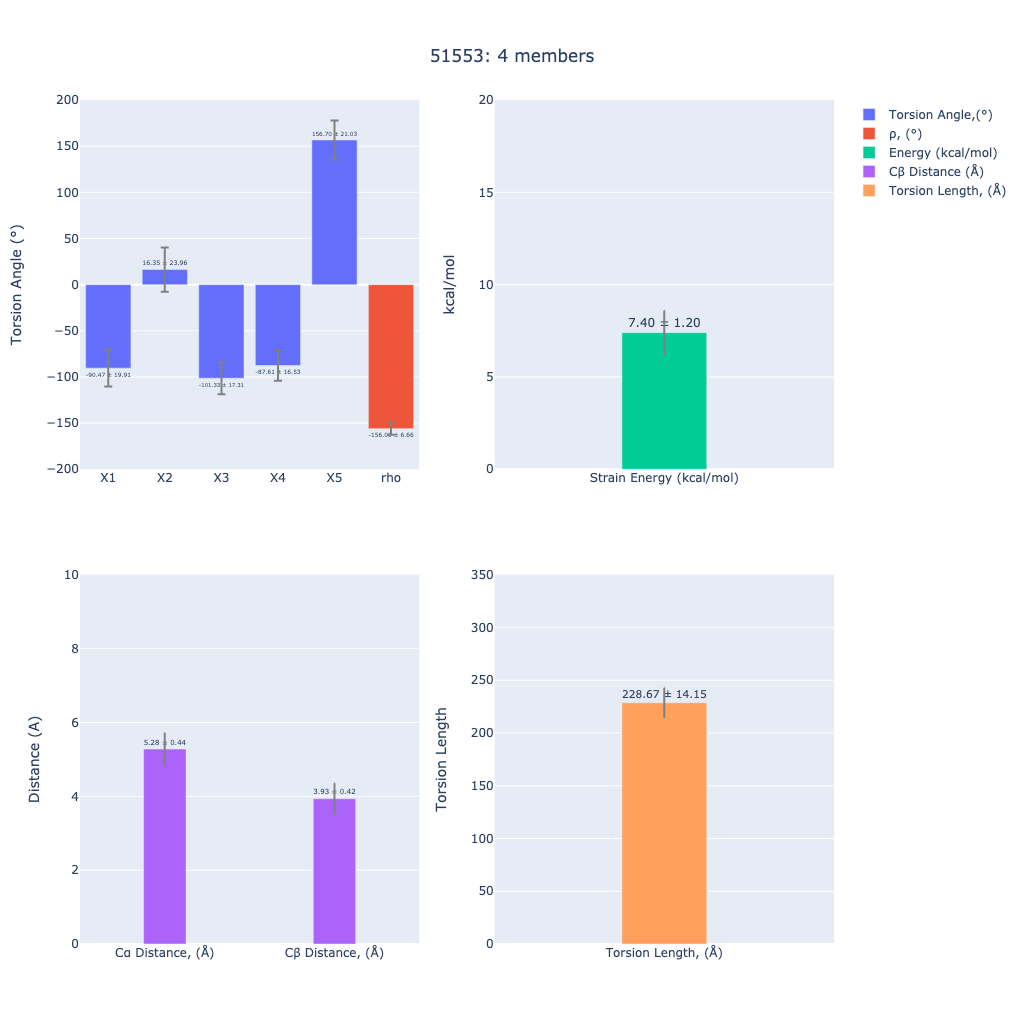 51553: 4 members
Torsion Angle (°)
200
150
100
50
0
−50
−100
−150
−200
-90.47 ± 19.91
16.35 ± 23.96
-101.33 ± 17.31
-87.61 ± 16.53
156.70 ± 21.03
± 6.66
X1
X2
X3
X4
X5
rho
kcal/mol
20
15
10
5
0
7.40 ± 1.20
Strain Energy (kcal/mol)
Torsion Angle,(°)
ρ, (°)
Energy (kcal/mol)
Cβ Distance (Å)
Torsion Length, (Å)
Distance (A)
10
8
6
4
2
0
5.28 ± 0.44
3.93 ± 0.42
Cα Distance, (Å)
Cβ Distance, (Å)
Torsion Length
350
300
250
200
150
100
50
0
228.67 ± 14.15
Torsion Length, (Å)